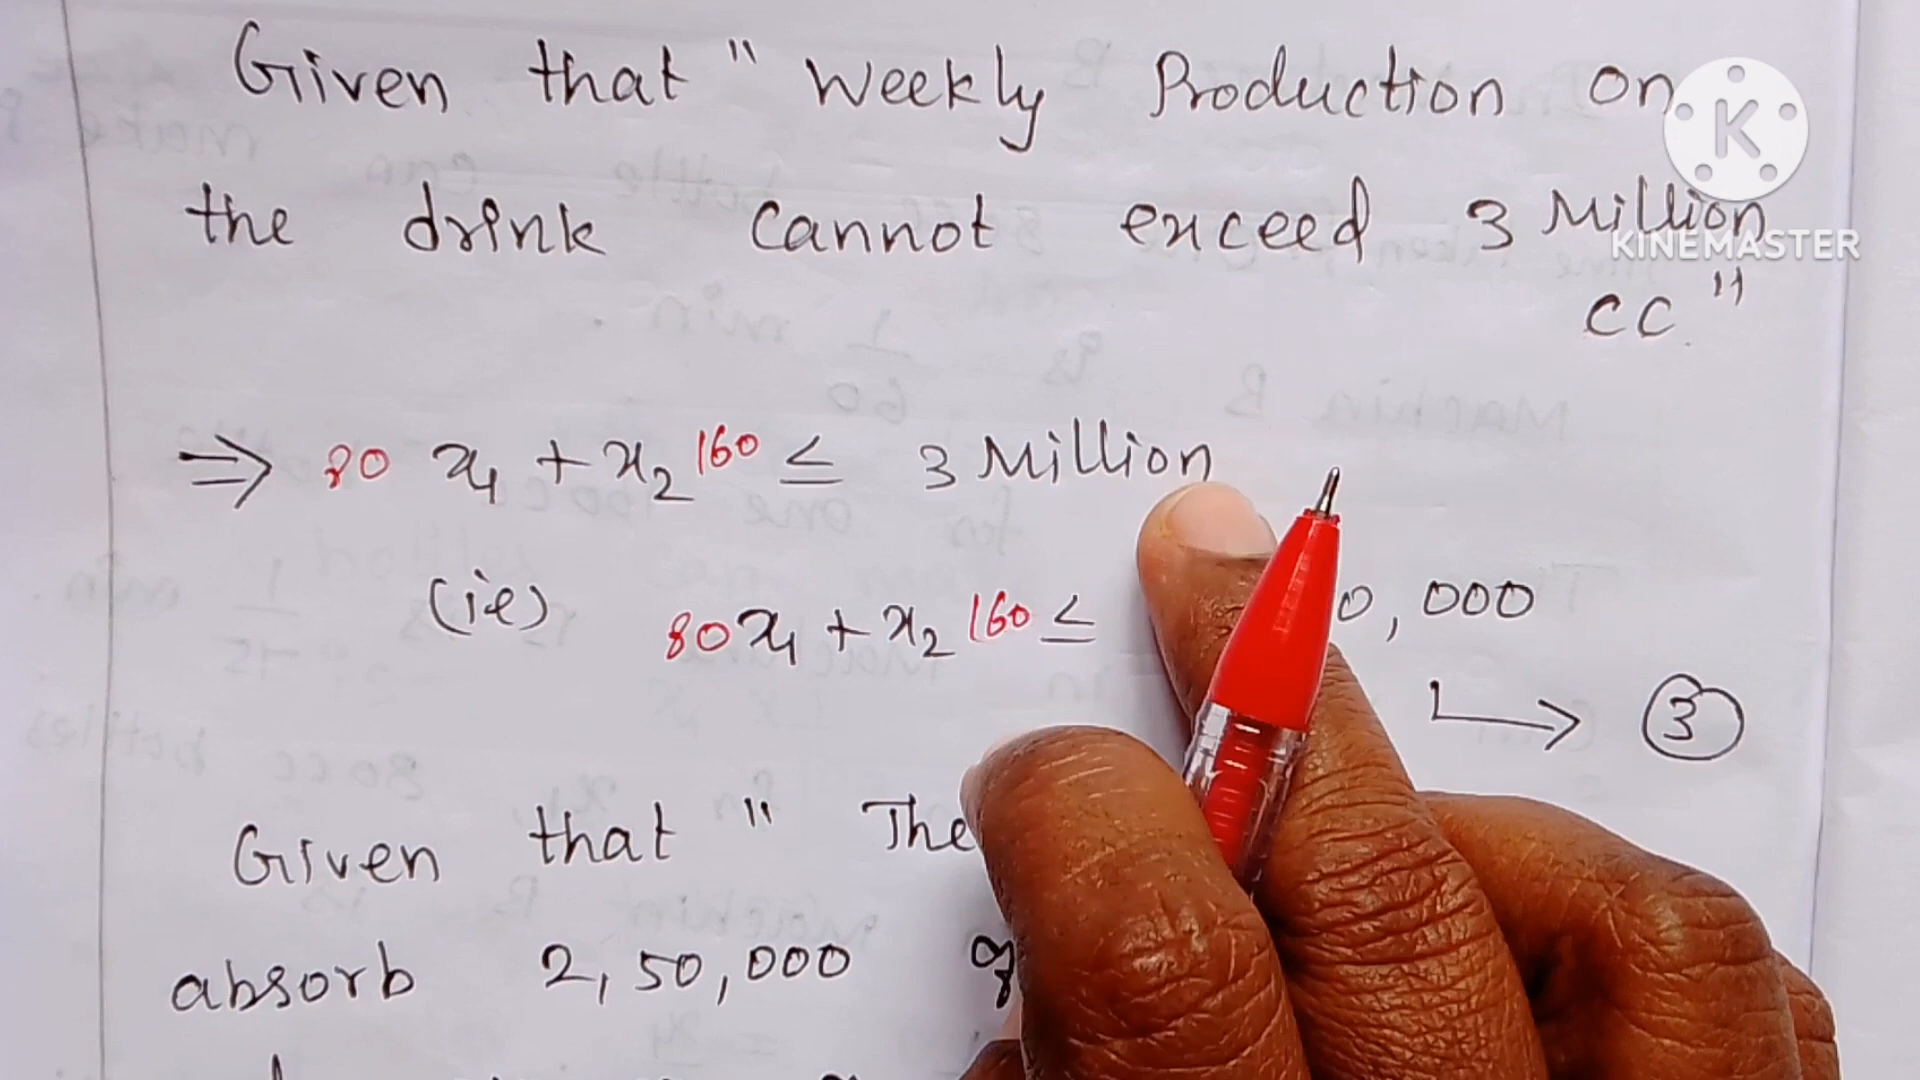 Given that " Weekly Production on
the drink cannot exceed 3 Million
cc "
⇒ 80 x₁ + x₂ 160 ≤ 3 Million
(ie) 80x₁ + x₂ 160 ≤ 0,000
→ 3
Given that " The
absorb 2,50,000 of
K
KINEMASTER